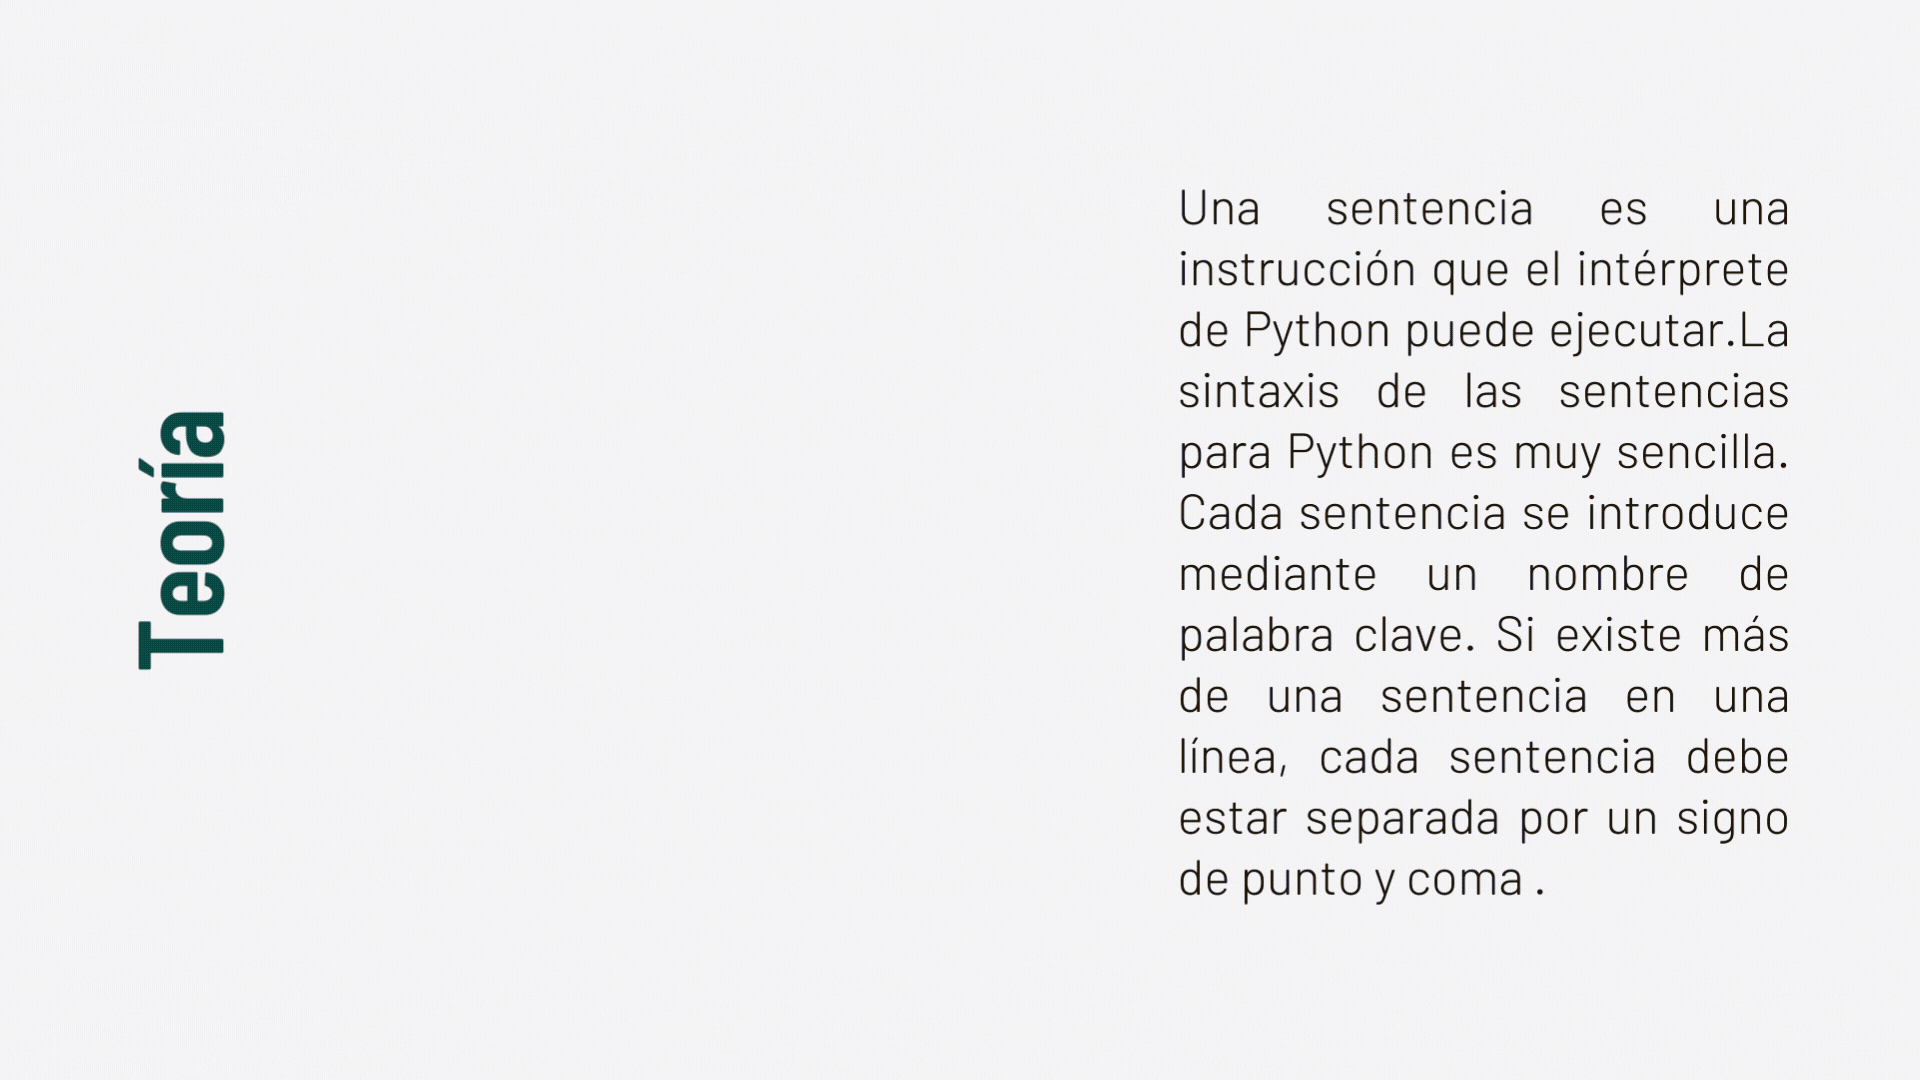 Teoría
Una sentencia es una
instrucción que el intérprete
de Python puede ejecutar.La
sintaxis de las sentencias
para Python es muy sencilla.
Cada sentencia se introduce
mediante un nombre de
palabra clave. Si existe más
de una sentencia en una
línea, cada sentencia debe
estar separada por un signo
de punto y coma .